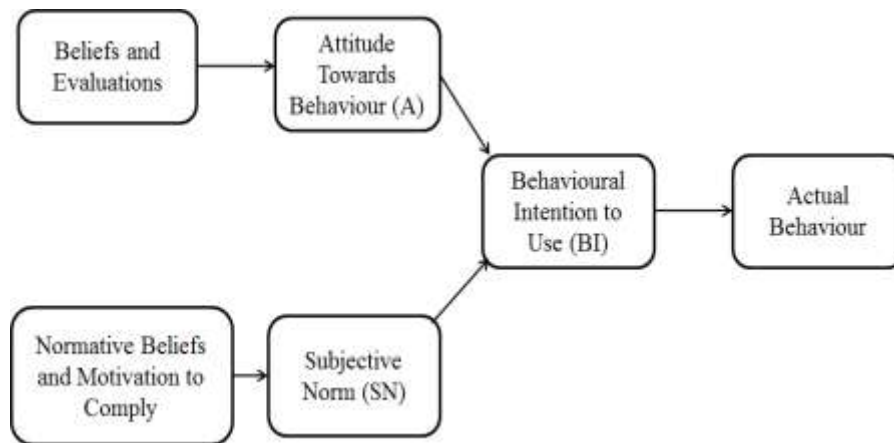 Beliefs and
Evaluations
Attitude
Towards
Behaviour (A)
Behavioural
Intention to
Use (BI)
Actual
Behaviour
Normative Beliefs
and Motivation to
Comply
Subjective
Norm (SN)